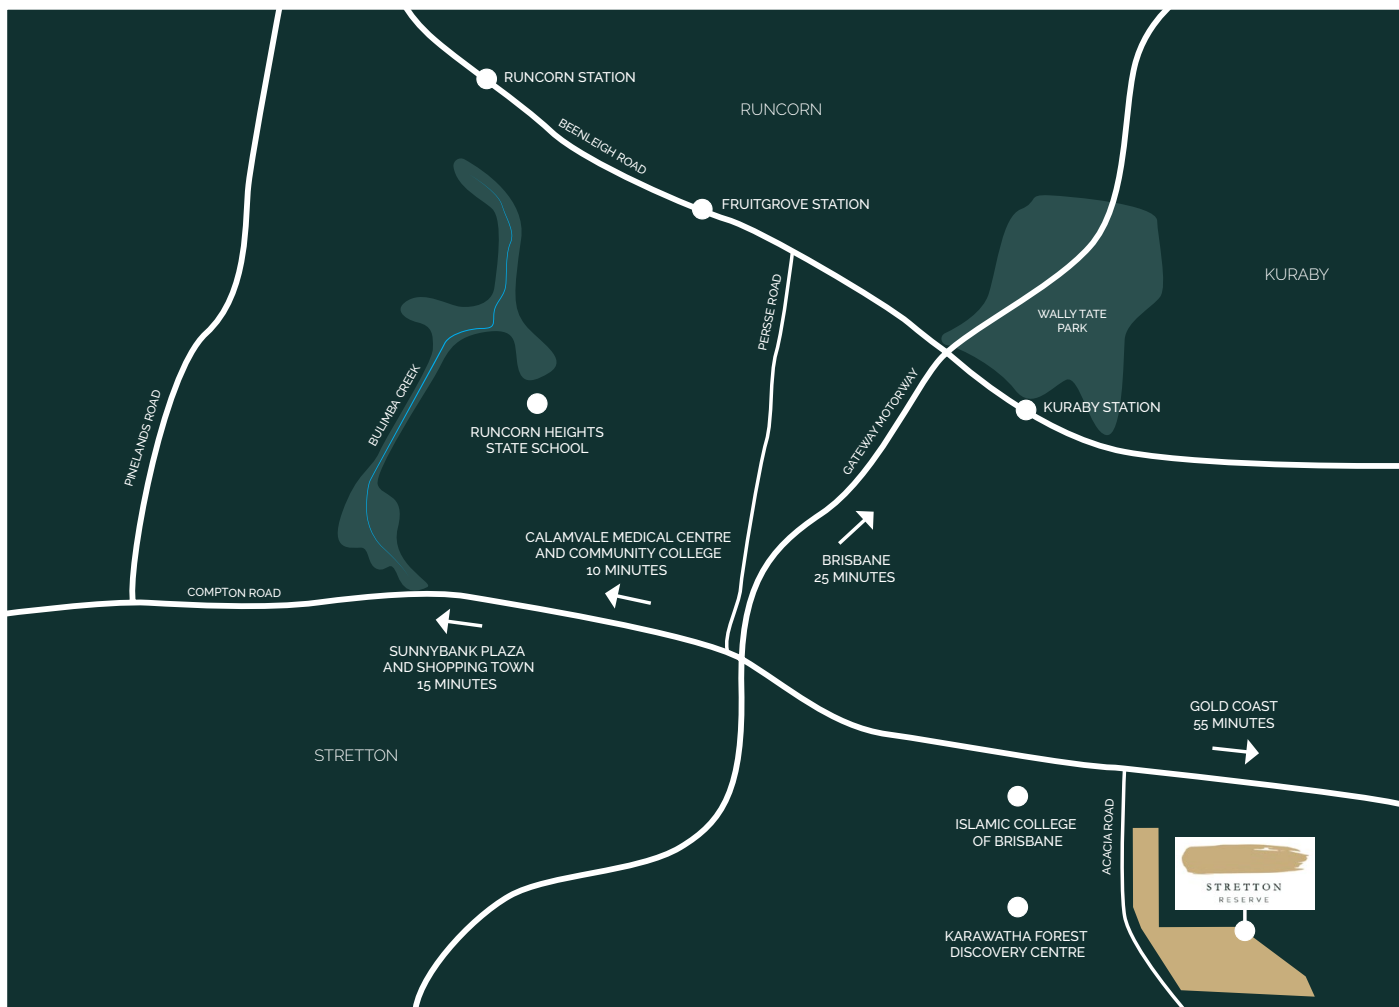 RUNCORN STATION
RUNCORN
BEENLEIGH ROAD
FRUITGROVE STATION
KURABY
PERSSE ROAD
WALLY TATE
PARK
BULIMBA CREEK
GATEWAY MOTORWAY
KURABY STATION
PINELANDS ROAD
RUNCORN HEIGHTS
STATE SCHOOL
CALAMVALE MEDICAL CENTRE
AND COMMUNITY COLLEGE
10 MINUTES
BRISBANE
25 MINUTES
COMPTON ROAD
SUNNYBANK PLAZA
AND SHOPPING TOWN
15 MINUTES
GOLD COAST
55 MINUTES
STRETTON
ISLAMIC COLLEGE
OF BRISBANE
ACACIA ROAD
STRETTON
RESERVE
KARAWATHA FOREST
DISCOVERY CENTRE